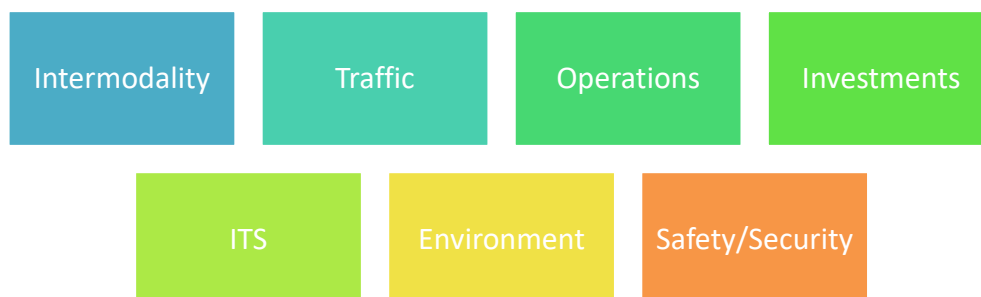 Intermodality
Traffic
Operations
Investments
ITS
Environment
Safety/Security